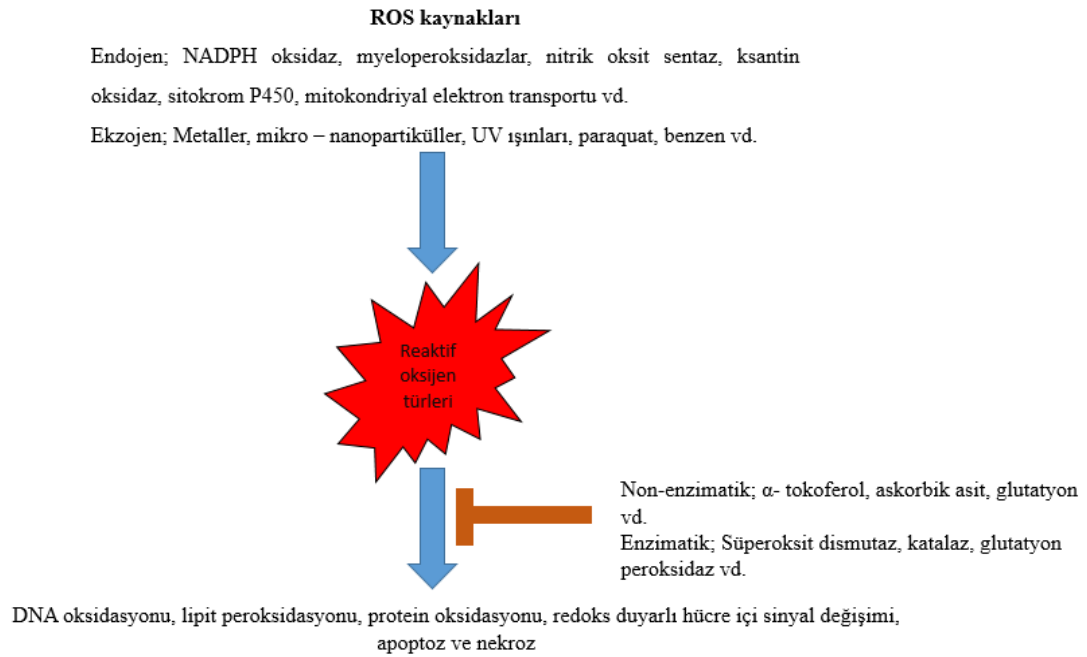 ROS kaynakları
Endojen; NADPH oksidaz, myeloperoksidazlar, nitrik oksit sentaz, ksantin
oksidaz, sitokrom P450, mitokondriyal elektron transportu vd.
Ekzojen; Metaller, mikro – nanopartiküller, UV ışınları, paraquat, benzen vd.
Reaktif
oksijen
türleri
Non-enzimatik; α- tokoferol, askorbik asit, glutatyon
vd.
Enzimatik; Süperoksit dismutaz, katalaz, glutatyon
peroksidaz vd.
DNA oksidasyonu, lipit peroksidasyonu, protein oksidasyonu, redoks duyarlı hücre içi sinyal değişimi,
apoptoz ve nekroz